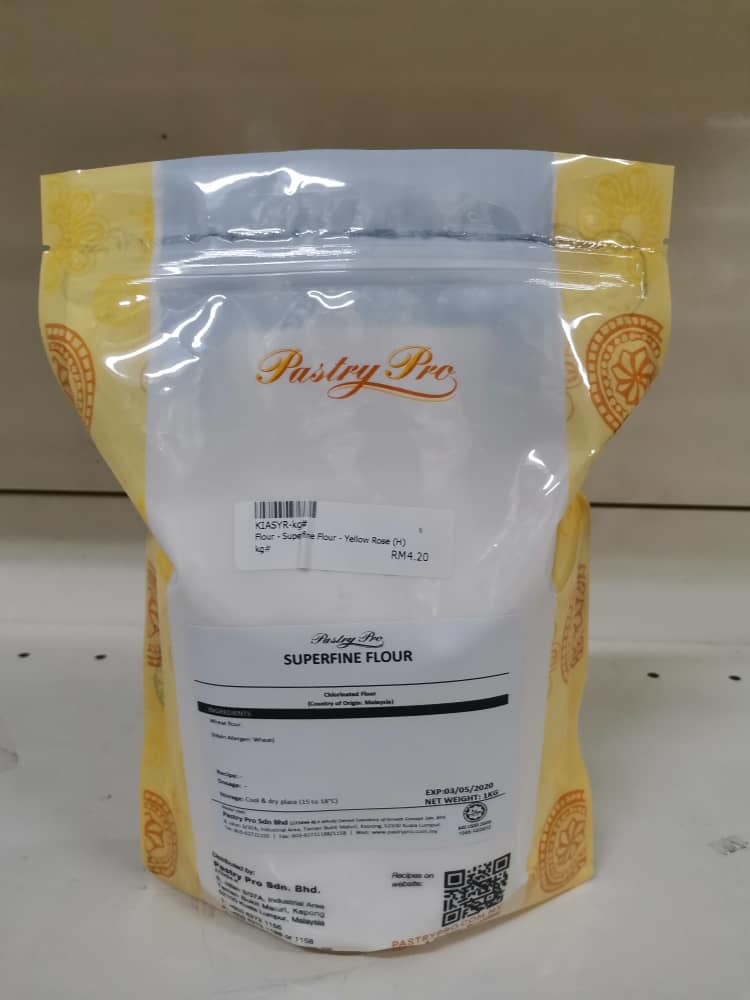 Pastry Pro
KIASYR-kg#
Flour - Superfine Flour - Yellow Rose (H)
kg#
RM4.20
Pastry Pro
SUPERFINE FLOUR
Chlorinated Flour
(Country of Origin: Malaysia)
INGREDIENTS
Wheat flour.
(Main Allergen: Wheat)
Recipe: -
Dosage: -
Storage: Cool & dry place (15 to 18°C)
EXP:03/05/2020
NET WEIGHT: 1KG
Pastry Pro Sdn Bhd
Distributed by:
Pastry Pro Sdn. Bhd.
Industrial Area
Kepong
Kuala Lumpur, Malaysia
Recipes on
website:
PASTRYPRO.COM.MY